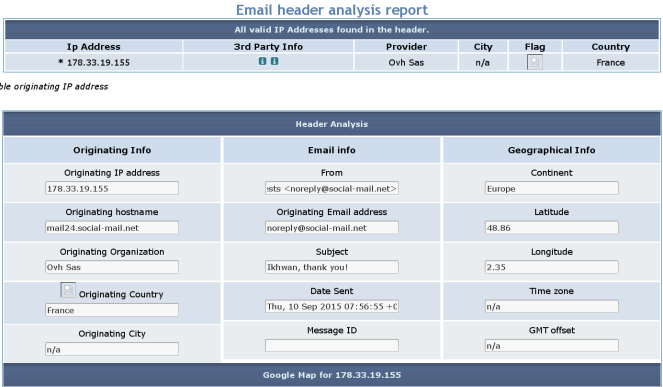 Email header analysis report
All valid IP Addresses found in the header.
Ip Address 3rd Party Info Provider City Flag Country
* 178.33.19.155 Ovh Sas n/a France
ble originating IP address
Header Analysis
Originating Info Email info Geographical Info
Originating IP address From Continent
178.33.19.155 sts <noreply@social-mail.net> Europe
Originating hostname Originating Email address Latitude
mail24.social-mail.net noreply@social-mail.net 48.86
Originating Organization Subject Longitude
Ovh Sas Ikhwan, thank you! 2.35
Originating Country Date Sent Time zone
France Thu, 10 Sep 2015 07:56:55 +0 n/a
Originating City Message ID GMT offset
n/a n/a
Google Map for 178.33.19.155